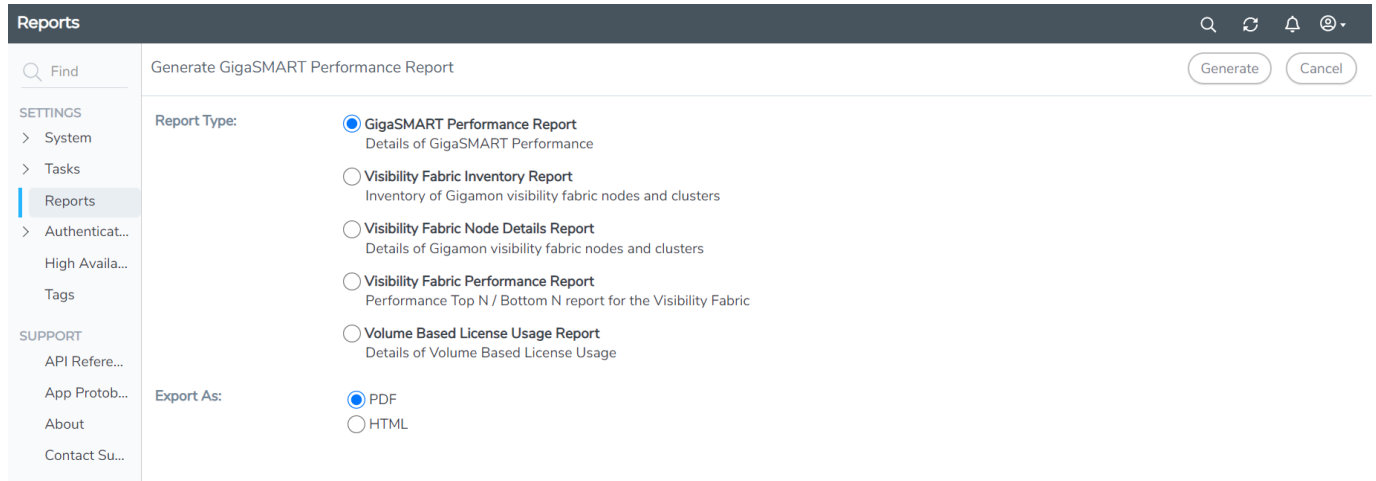 Reports
Find
Generate GigaSMART Performance Report
Generate
Cancel
SETTINGS
System
Tasks
Reports
Authenticat...
High Availa...
Tags
SUPPORT
API Refere...
App Protob...
About
Contact Su...
Report Type:
GigaSMART Performance Report
Details of GigaSMART Performance
Visibility Fabric Inventory Report
Inventory of Gigamon visibility fabric nodes and clusters
Visibility Fabric Node Details Report
Details of Gigamon visibility fabric nodes and clusters
Visibility Fabric Performance Report
Performance Top N / Bottom N report for the Visibility Fabric
Volume Based License Usage Report
Details of Volume Based License Usage
Export As:
PDF
HTML